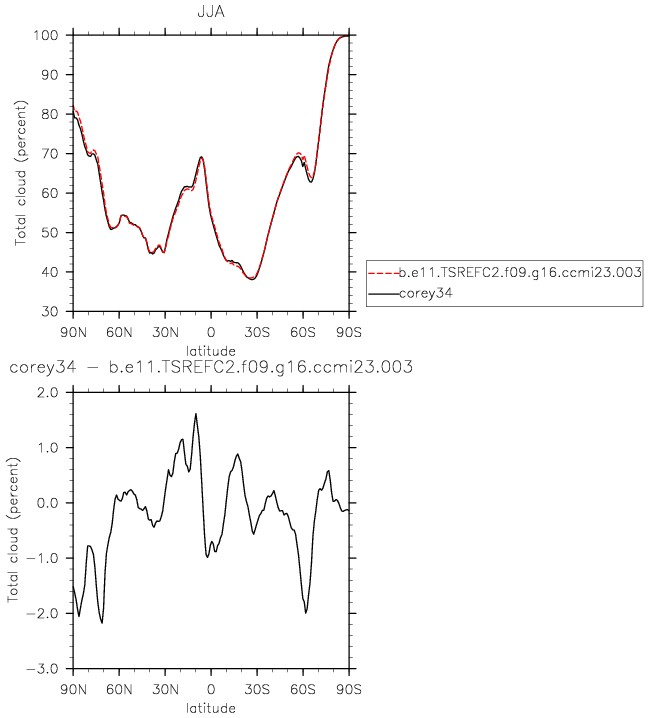 JJA
100
90
80
70
60
50
40
30
Total cloud (percent)
90N 60N 30N 0 30S 60S 90S
latitude
b.e11.TSREFC2.f09.g16.ccmi23.003
corey34
corey34 - b.e11.TSREFC2.f09.g16.ccmi23.003
2.0
1.0
0.0
-1.0
-2.0
-3.0
Total cloud (percent)
90N 60N 30N 0 30S 60S 90S
latitude